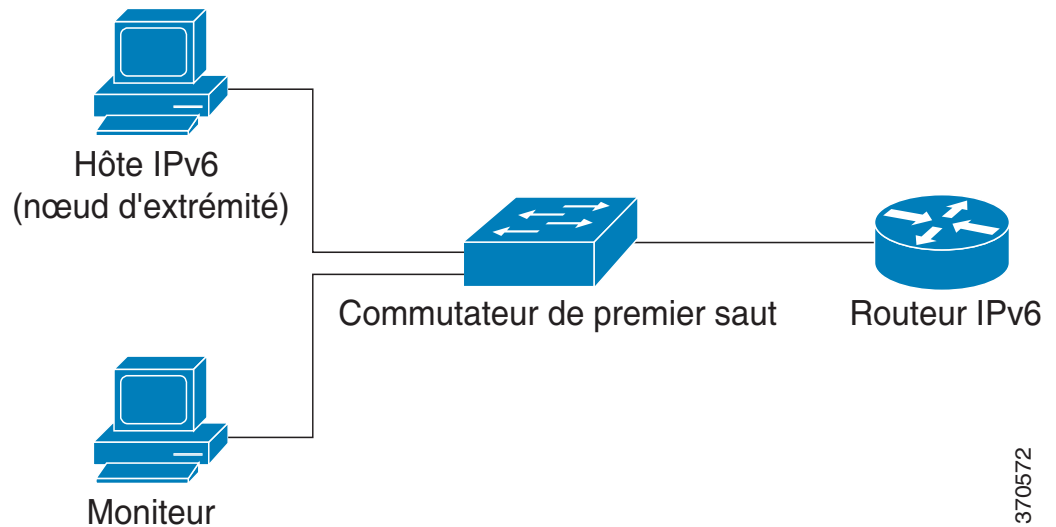 Hôte IPv6
(nœud d'extrémité)
Commutateur de premier saut
Routeur IPv6
Moniteur
370572